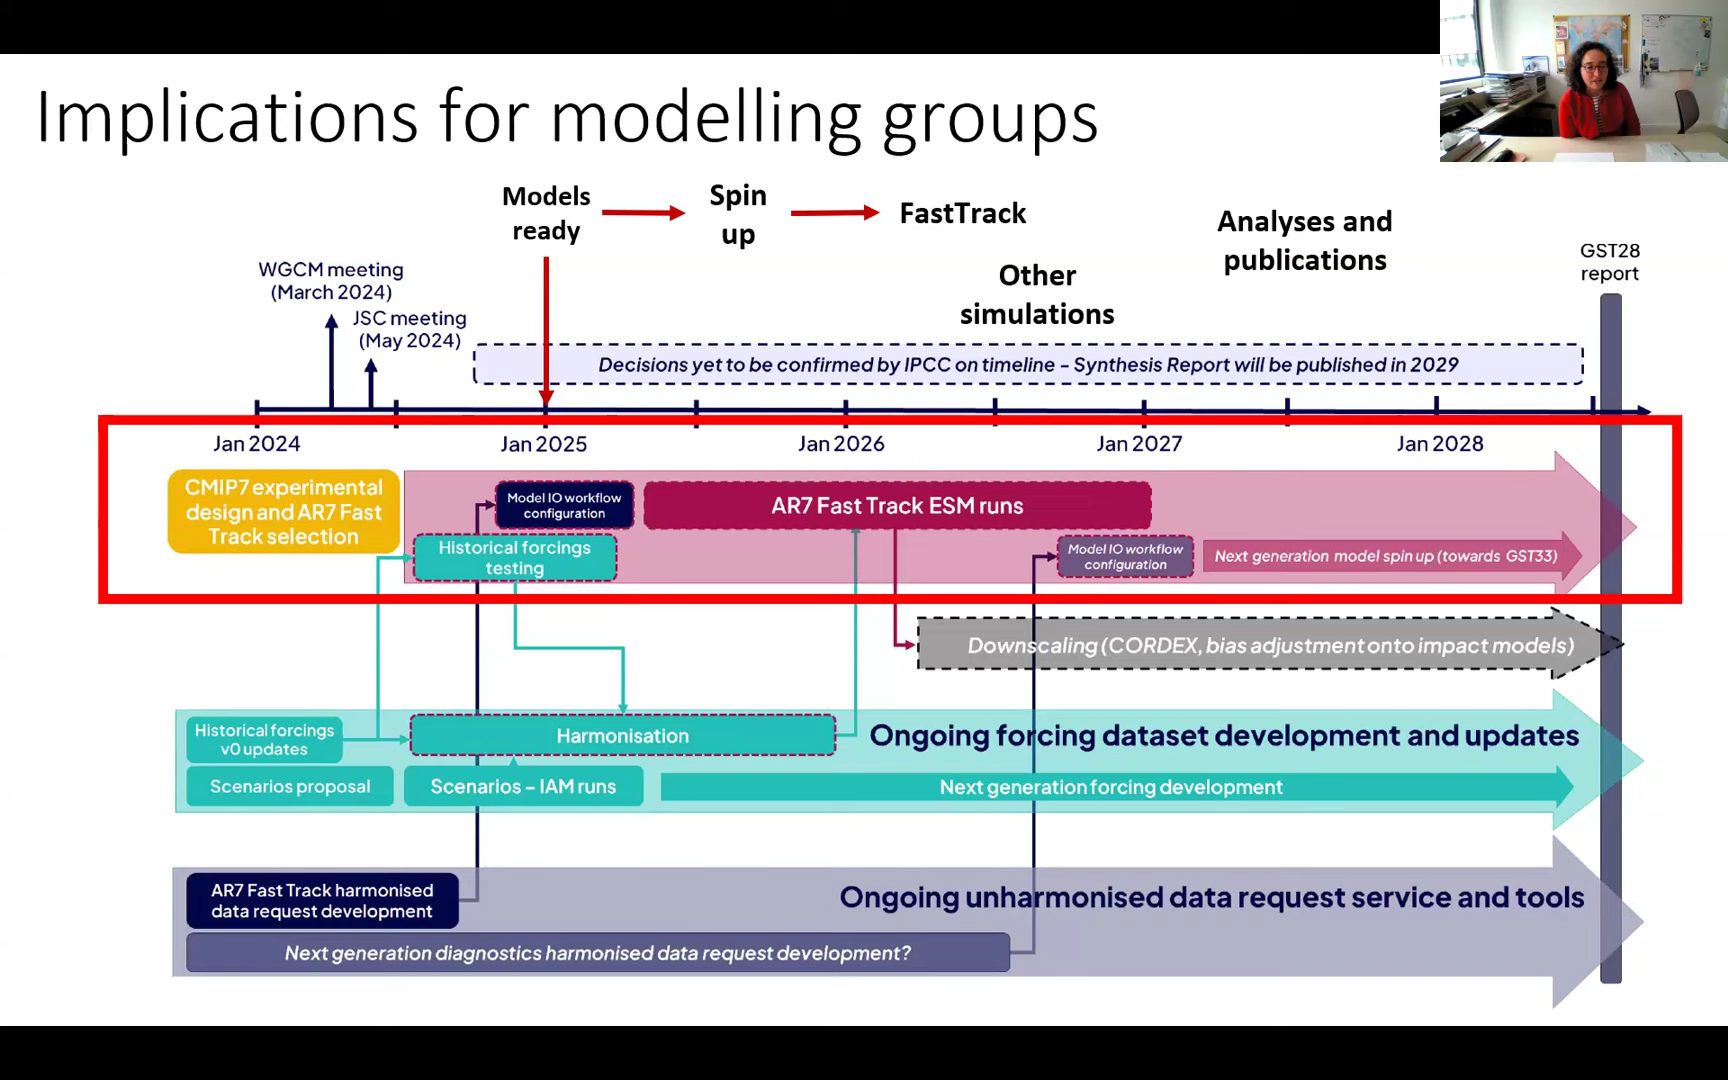 Implications for modelling groups
Models
ready
Spin
up
FastTrack
Other
simulations
Analyses and
publications
GST28
report
WGCM meeting
(March 2024)
JSC meeting
(May 2024)
Decisions yet to be confirmed by IPCC on timeline – Synthesis Report will be published in 2029
Jan 2024
Jan 2025
Jan 2026
Jan 2027
Jan 2028
CMIP7 experimental
design and AR7 Fast
Track selection
Model IO workflow
configuration
AR7 Fast Track ESM runs
Historical forcings
testing
Model IO workflow
configuration
Next generation model spin up (towards GST33)
Downscaling (CORDEX, bias adjustment onto impact models)
Historical forcings
v0 updates
Harmonisation
Ongoing forcing dataset development and updates
Scenarios proposal
Scenarios – IAM runs
Next generation forcing development
AR7 Fast Track harmonised
data request development
Ongoing unharmonised data request service and tools
Next generation diagnostics harmonised data request development?